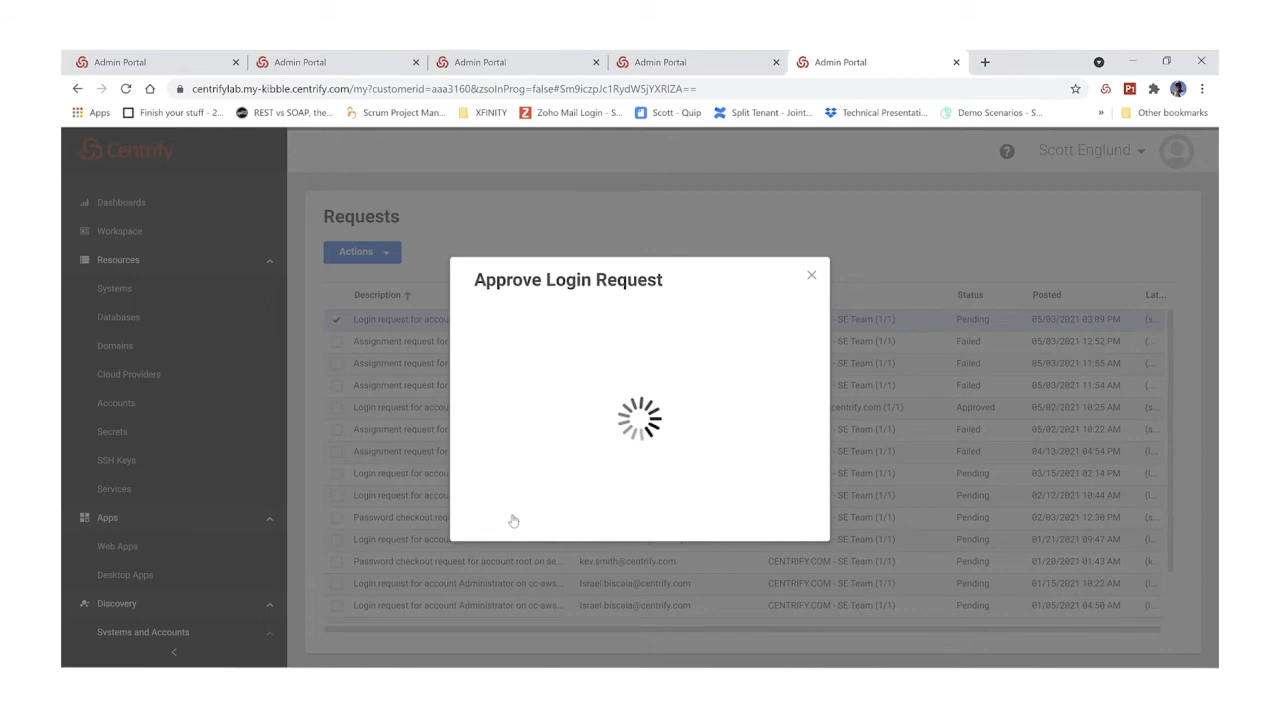 Admin Portal
Admin Portal
Admin Portal
Admin Portal
Admin Portal
centrifylab.my-kibble.centrify.com/my?customerid=aaa3160&zsoInProg=false#Sm9iczpJc1RydW5jYXRlZA==
Apps Finish your stuff - 2... REST vs SOAP, the... Scrum Project Man... XFINITY Zoho Mail Login - S... Scott - Quip Split Tenant - Joint... Technical Presentati... Demo Scenarios - S... » Other bookmarks
Centrify
Scott Englund
Dashboards
Workspace
Resources
Systems
Databases
Domains
Cloud Providers
Accounts
Secrets
SSH Keys
Services
Apps
Web Apps
Desktop Apps
Discovery
Systems and Accounts
Requests
Actions
Approve Login Request
Description Status Posted Lat...
Login request for accou - SE Team (1/1) Pending 05/03/2021 03:09 PM (s...
Assignment request for - SE Team (1/1) Failed 05/03/2021 12:52 PM (...
Assignment request for - SE Team (1/1) Failed 05/03/2021 11:55 AM (...
Assignment request for - SE Team (1/1) Failed 05/03/2021 11:54 AM (...
Login request for accou centrify.com (1/1) Approved 05/02/2021 10:25 AM (s...
Assignment request for - SE Team (1/1) Failed 05/02/2021 10:22 AM (s...
Assignment request for - SE Team (1/1) Failed 04/13/2021 04:54 PM (l...
Login request for accou - SE Team (1/1) Pending 03/15/2021 02:14 PM (l...
Login request for accou - SE Team (1/1) Pending 02/12/2021 10:44 AM (l...
Password checkout req - SE Team (1/1) Pending 02/03/2021 12:30 PM (s...
Login request for accou - SE Team (1/1) Pending 01/21/2021 09:47 AM (l...
Password checkout request for account root on se... kev.smith@centrify.com CENTRIFY.COM - SE Team (1/1) Pending 01/20/2021 01:43 AM (k...
Login request for account Administrator on cc-aws... Israel.biscaia@centrify.com CENTRIFY.COM - SE Team (1/1) Pending 01/15/2021 10:22 AM (I...
Login request for account Administrator on cc-aws... Israel.biscaia@centrify.com CENTRIFY.COM - SE Team (1/1) Pending 01/05/2021 04:50 AM (I...